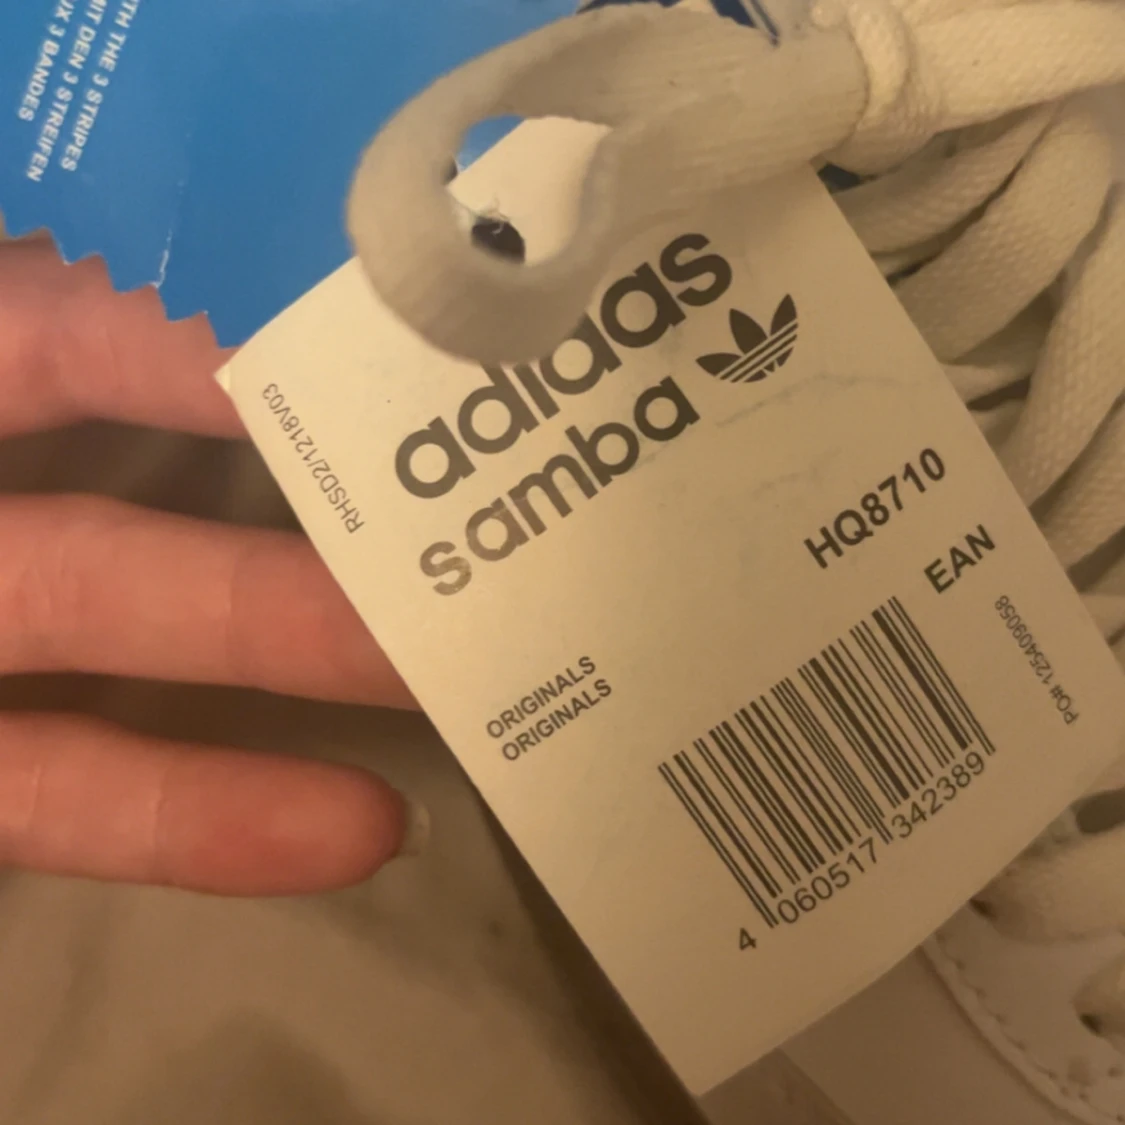 TH THE 3 STRIPES
IT DEN 3 STREIFEN
UX 3 BANDES
adidas
samba
RHSD2/1218V03
HQ8710
EAN
ORIGINALS
ORIGINALS
PO# 125409058
4 060517 342389